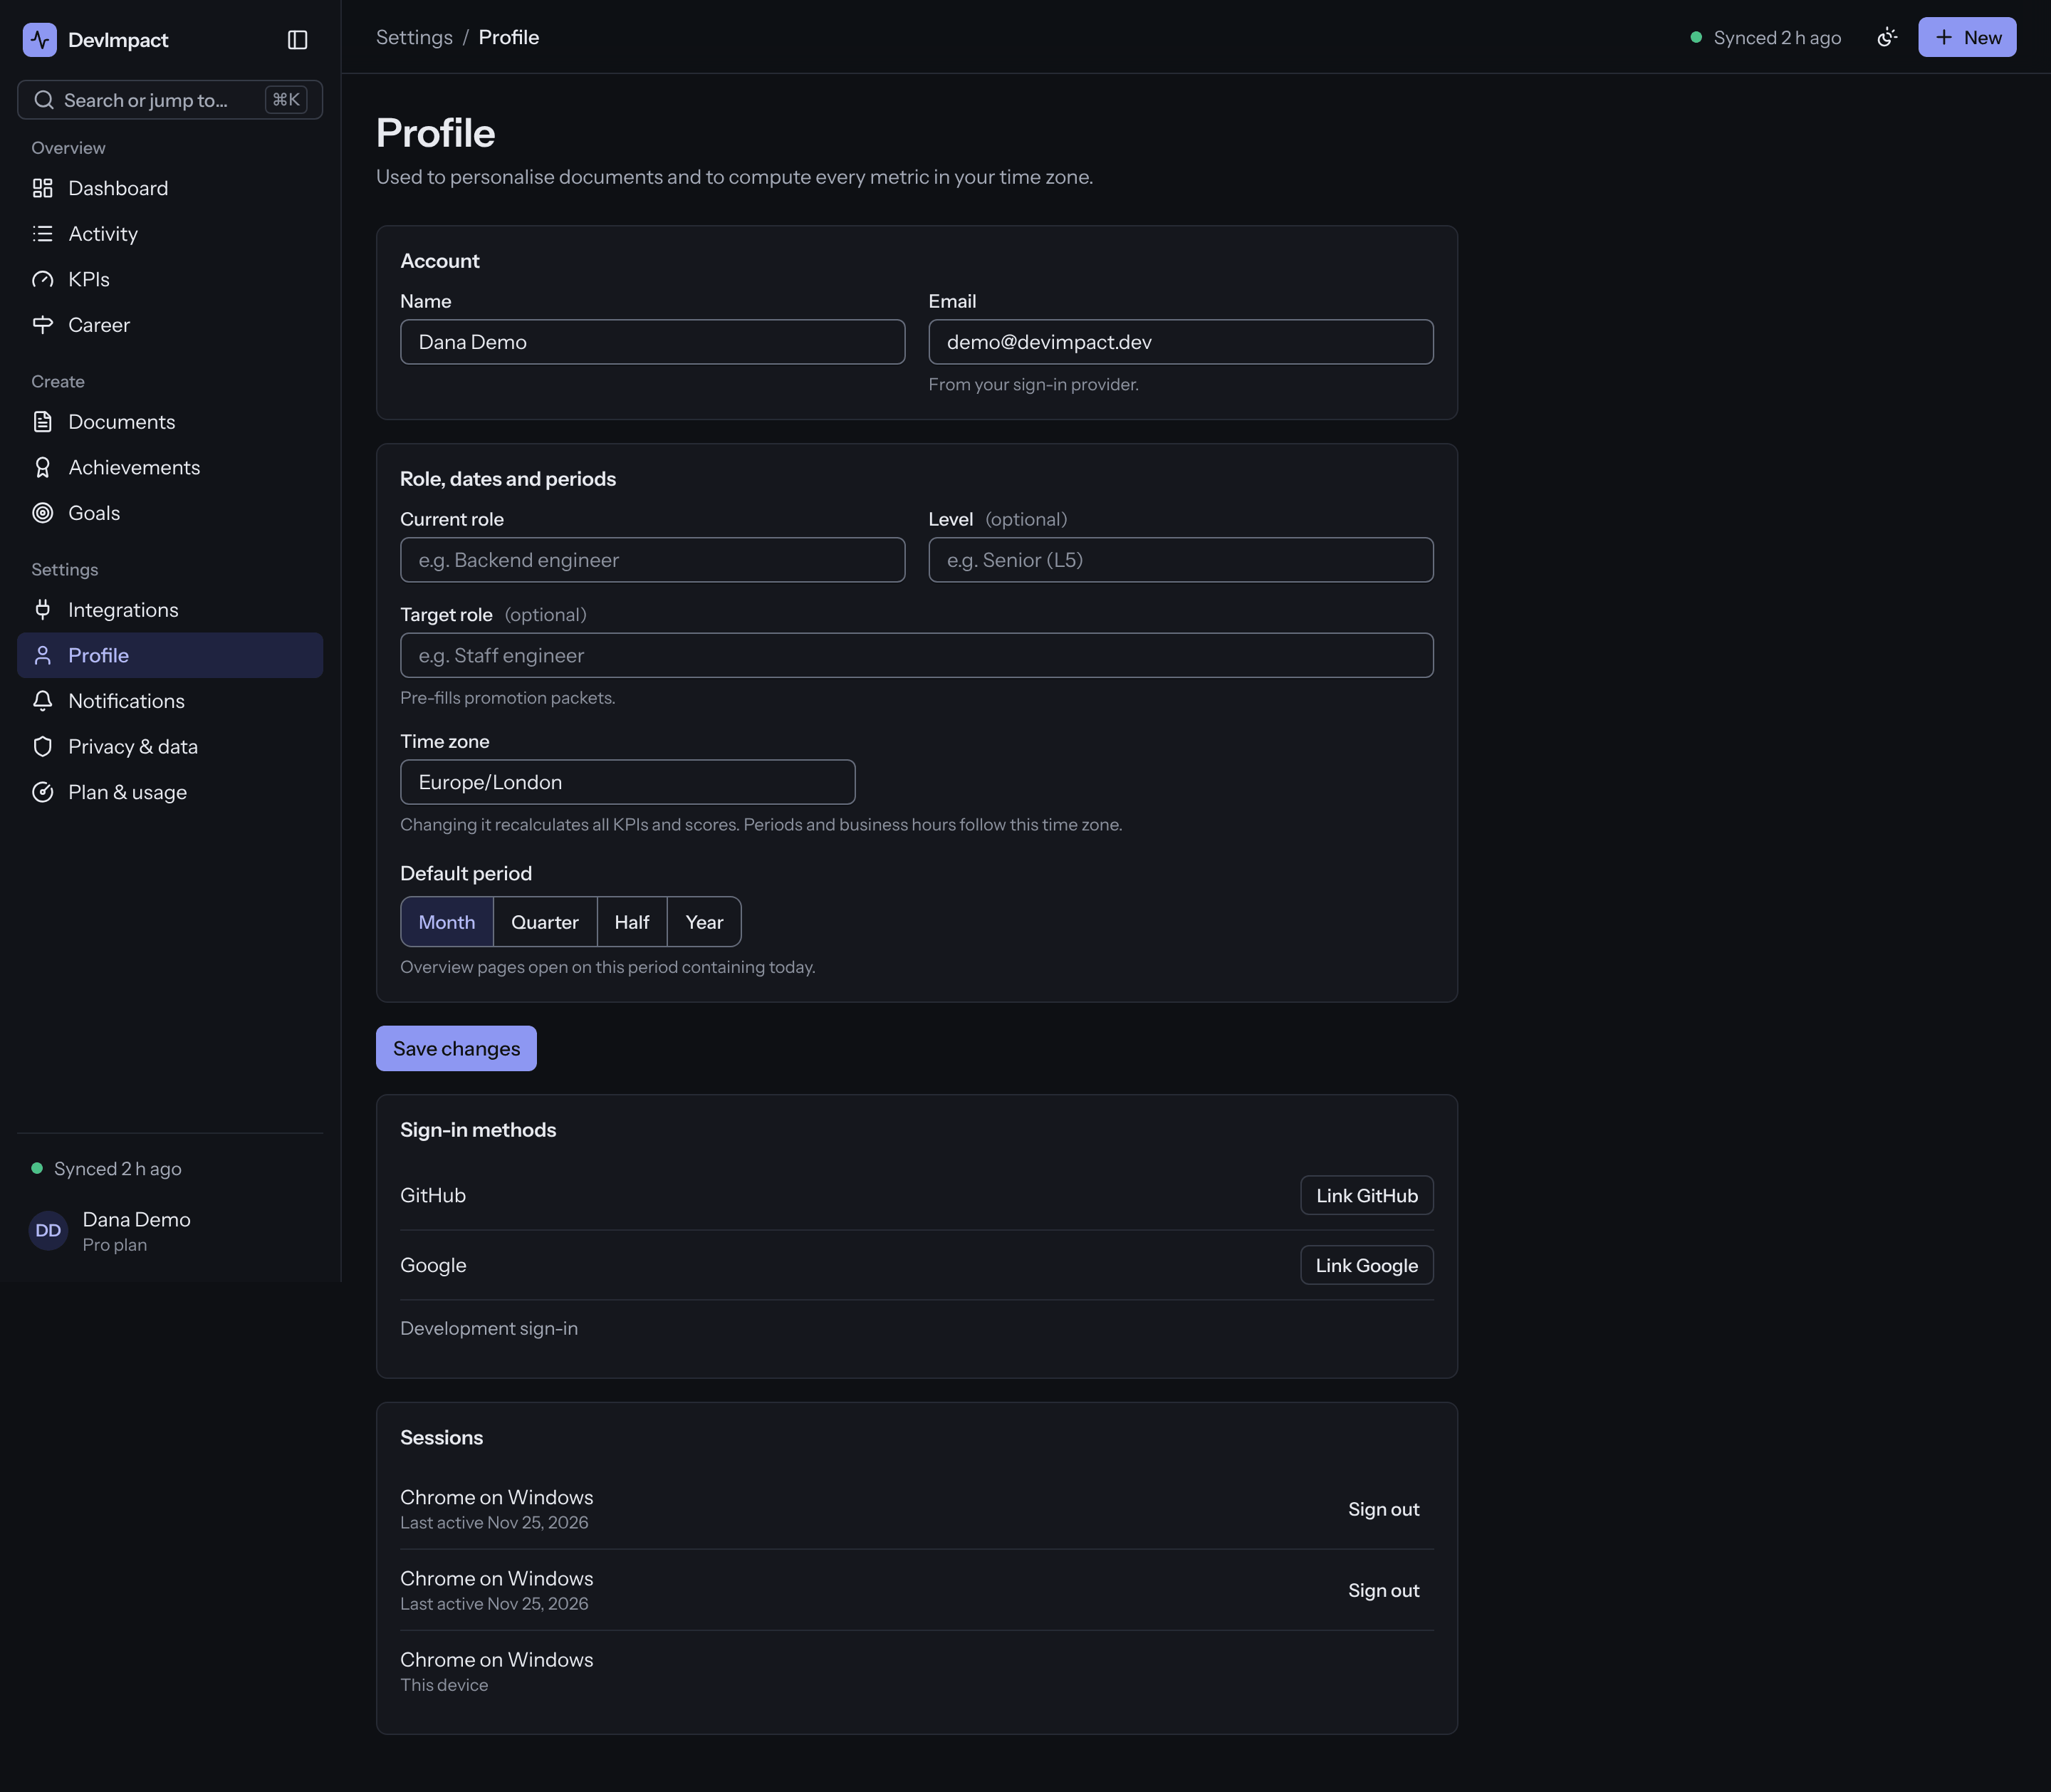 DevImpact
Search or jump to... ⌘K
Overview
Dashboard
Activity
KPIs
Career
Create
Documents
Achievements
Goals
Settings
Integrations
Profile
Notifications
Privacy & data
Plan & usage
Synced 2 h ago
DD
Dana Demo
Pro plan
Settings / Profile
Synced 2 h ago
+ New
Profile
Used to personalise documents and to compute every metric in your time zone.
Account
Name
Dana Demo
Email
demo@devimpact.dev
From your sign-in provider.
Role, dates and periods
Current role
e.g. Backend engineer
Level (optional)
e.g. Senior (L5)
Target role (optional)
e.g. Staff engineer
Pre-fills promotion packets.
Time zone
Europe/London
Changing it recalculates all KPIs and scores. Periods and business hours follow this time zone.
Default period
Month Quarter Half Year
Overview pages open on this period containing today.
Save changes
Sign-in methods
GitHub Link GitHub
Google Link Google
Development sign-in
Sessions
Chrome on Windows
Last active Nov 25, 2026
Sign out
Chrome on Windows
Last active Nov 25, 2026
Sign out
Chrome on Windows
This device